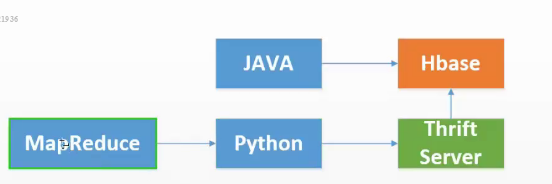 JAVA
Hbase
MapReduce
Python
Thrift
Server